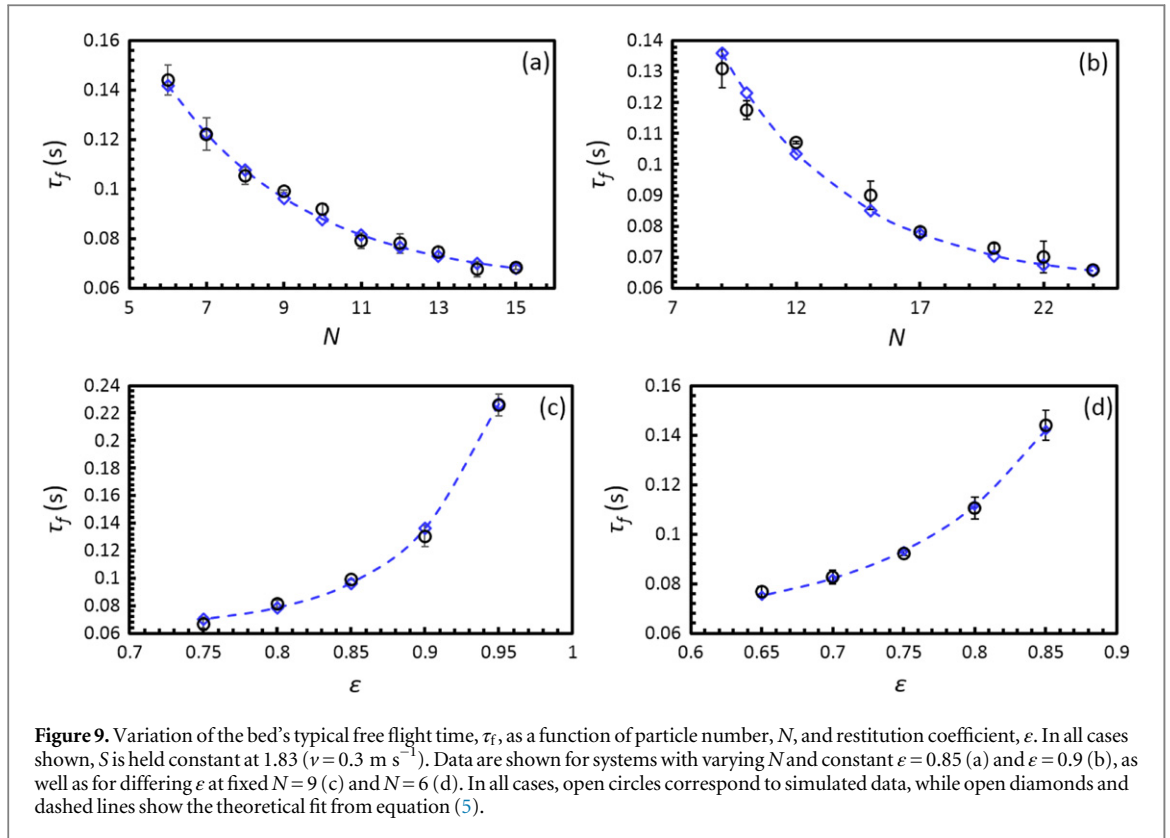 (a)
0.16
0.14
0.12
0.1
0.08
0.06
τf (s)
5 7 9 11 13 15
N
(b)
0.14
0.13
0.12
0.11
0.1
0.09
0.08
0.07
0.06
τf (s)
7 12 17 22
N
(c)
0.24
0.22
0.2
0.18
0.16
0.14
0.12
0.1
0.08
0.06
τf (s)
0.7 0.75 0.8 0.85 0.9 0.95 1
ε
(d)
0.16
0.14
0.12
0.1
0.08
0.06
τf (s)
0.6 0.65 0.7 0.75 0.8 0.85 0.9
ε
Figure 9. Variation of the bed's typical free flight time, τf, as a function of particle number, N, and restitution coefficient, ε. In all cases
shown, S is held constant at 1.83 (v = 0.3 m s−1). Data are shown for systems with varying N and constant ε = 0.85 (a) and ε = 0.9 (b), as
well as for differing ε at fixed N = 9 (c) and N = 6 (d). In all cases, open circles correspond to simulated data, while open diamonds and
dashed lines show the theoretical fit from equation (5).